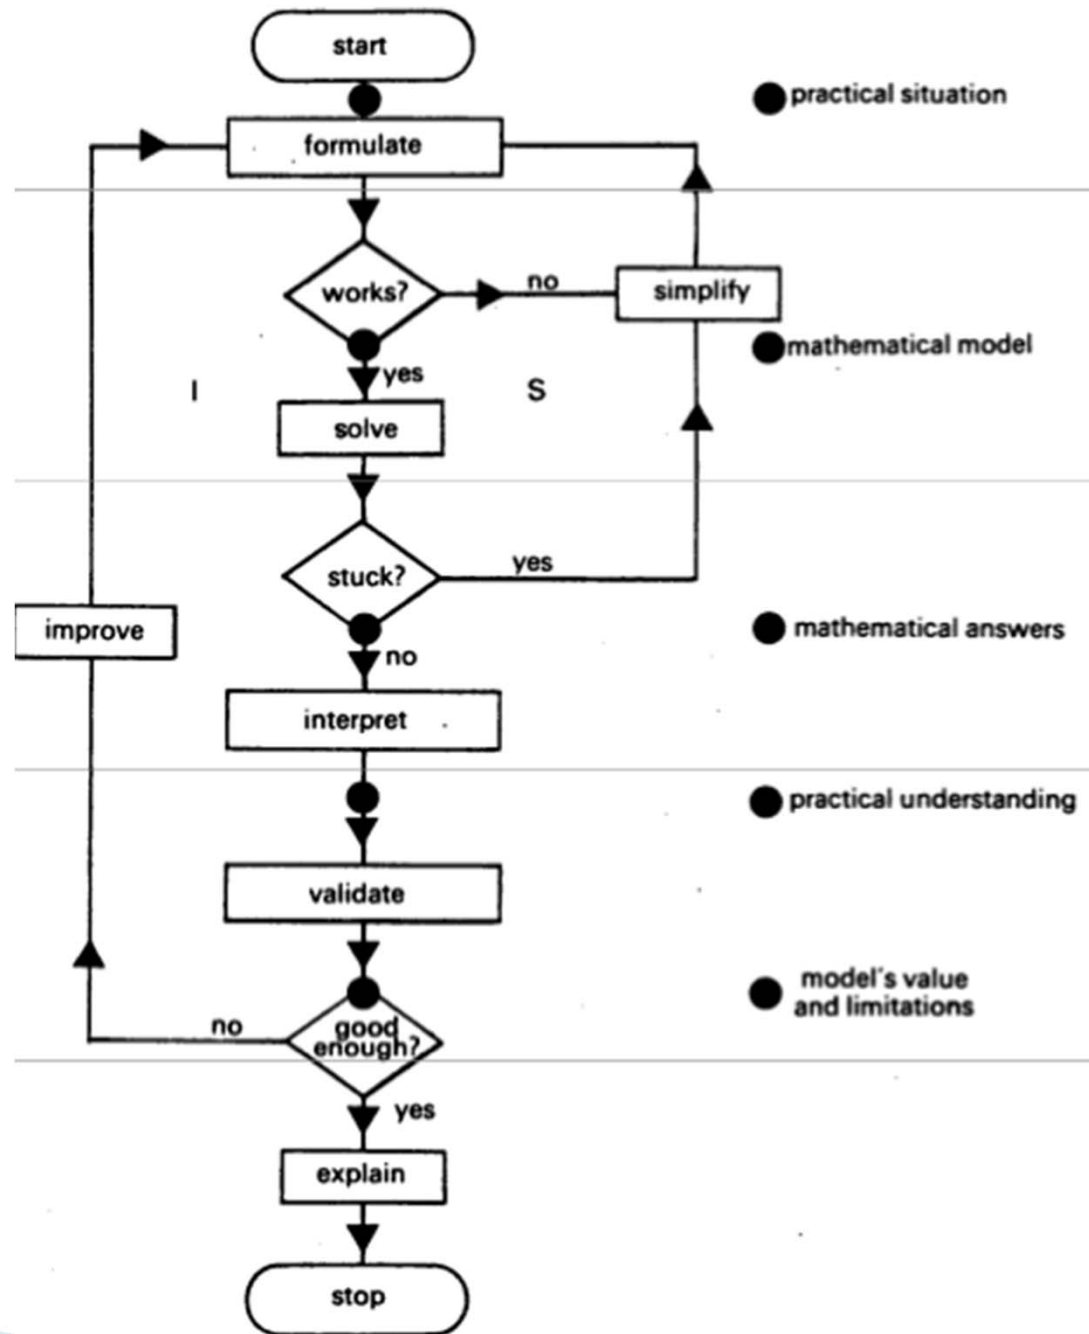 start
practical situation
formulate
works?
no
simplify
mathematical model
yes
I
S
solve
stuck?
yes
improve
mathematical answers
no
interpret
practical understanding
validate
model's value
and limitations
no
good
enough?
yes
explain
stop